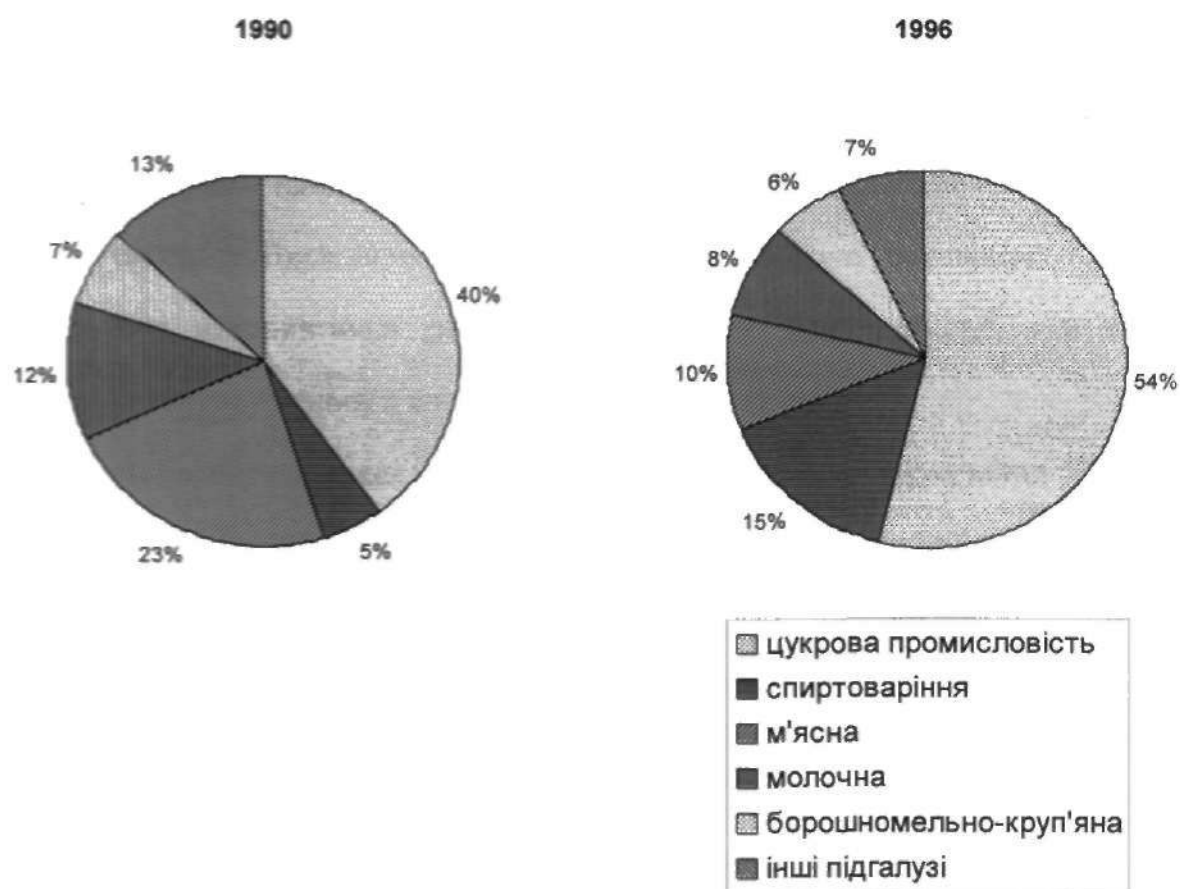 1990
1996
13%
7%
12%
23%
5%
40%
7%
6%
8%
10%
15%
54%
цукрова промисловість
спиртоваріння
м'ясна
молочна
борошномельно-круп'яна
інші підгалузі